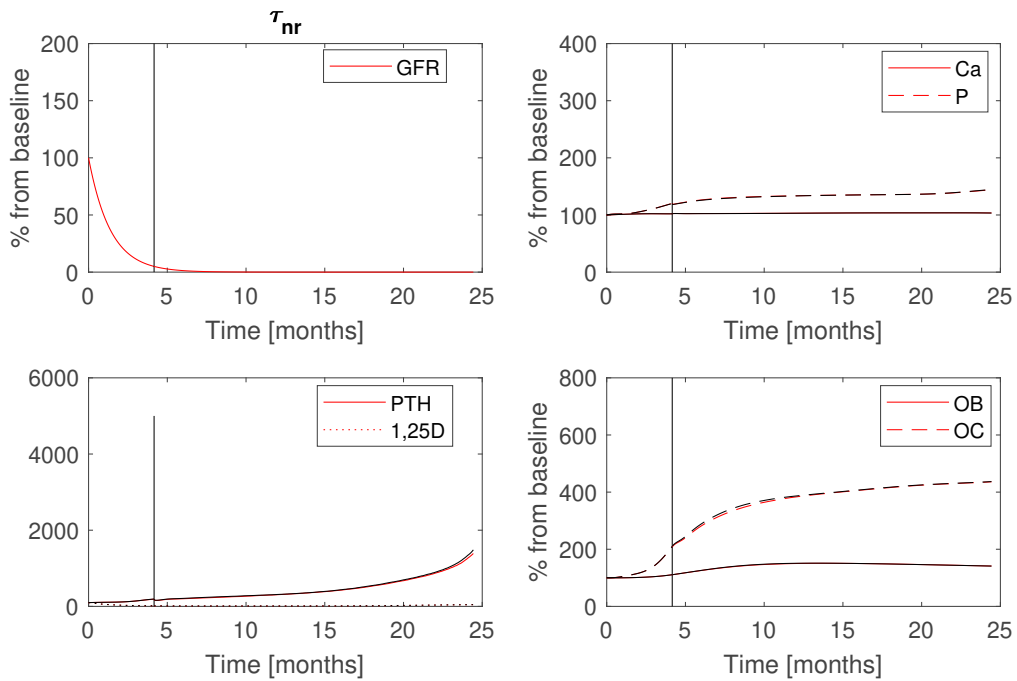 τnr
200
150
100
50
0
% from baseline
GFR
0 5 10 15 20 25
Time [months]
400
300
200
100
0
% from baseline
Ca
P
0 5 10 15 20 25
Time [months]
6000
4000
2000
0
PTH
1,25D
0 5 10 15 20 25
Time [months]
800
600
400
200
0
% from baseline
OB
OC
0 5 10 15 20 25
Time [months]